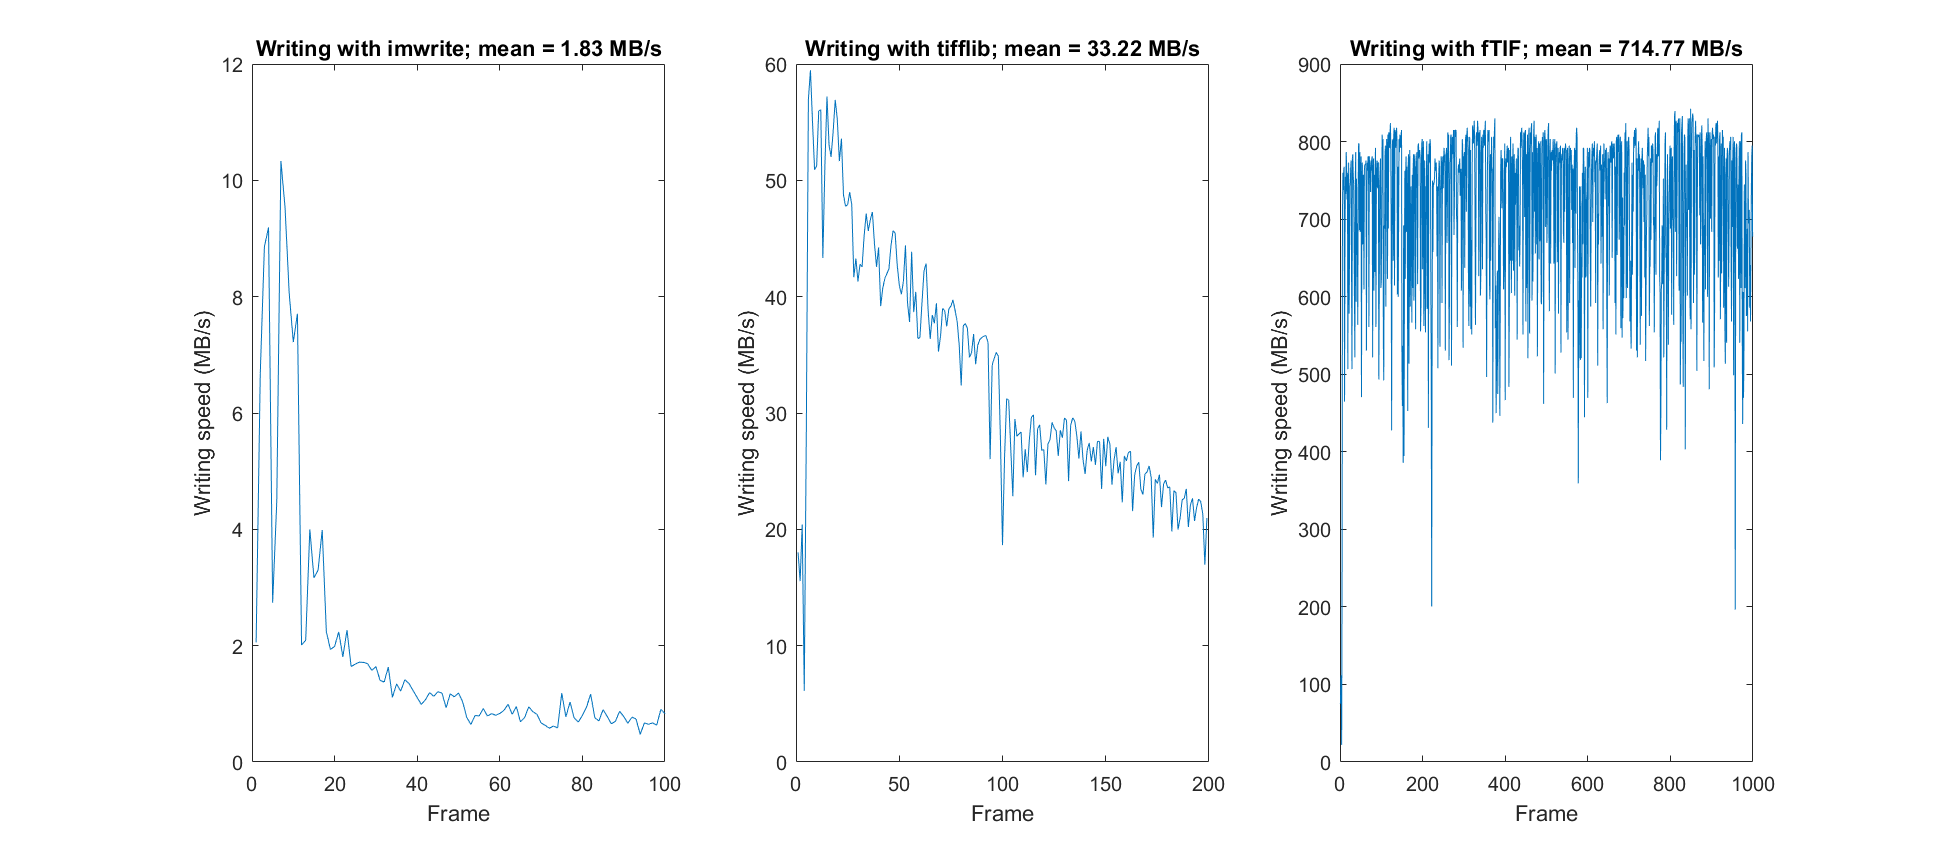 Writing with imwrite; mean = 1.83 MB/s
12
10
8
6
4
2
0
0 20 40 60 80 100
Writing speed (MB/s)
Frame
Writing with tifflib; mean = 33.22 MB/s
60
50
40
30
20
10
0
0 50 100 150 200
Writing speed (MB/s)
Frame
Writing with fTIF; mean = 714.77 MB/s
900
800
700
600
500
400
300
200
100
0
0 200 400 600 800 1000
Writing speed (MB/s)
Frame